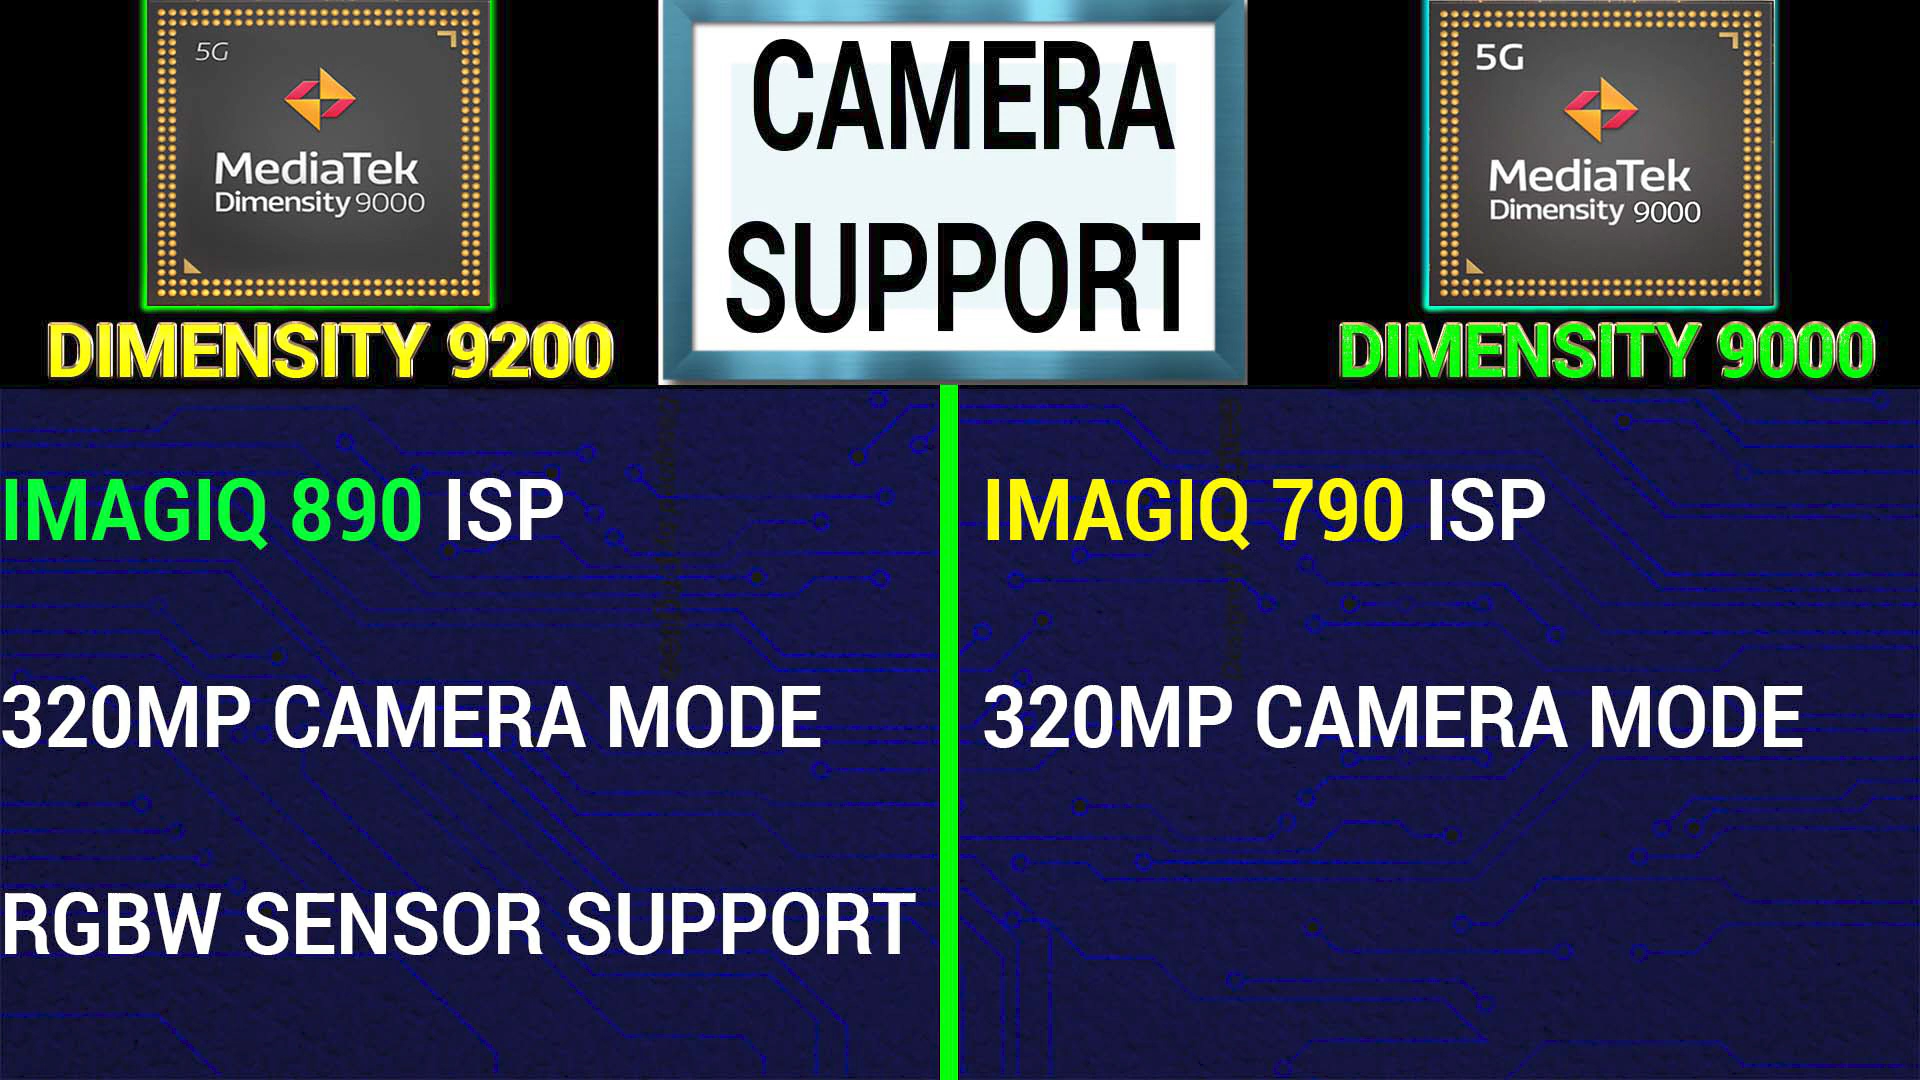 5G
MediaTek
Dimensity 9000
DIMENSITY 9200
CAMERA
SUPPORT
5G
MediaTek
Dimensity 9000
DIMENSITY 9000
IMAGIQ 890 ISP
320MP CAMERA MODE
RGBW SENSOR SUPPORT
IMAGIQ 790 ISP
320MP CAMERA MODE